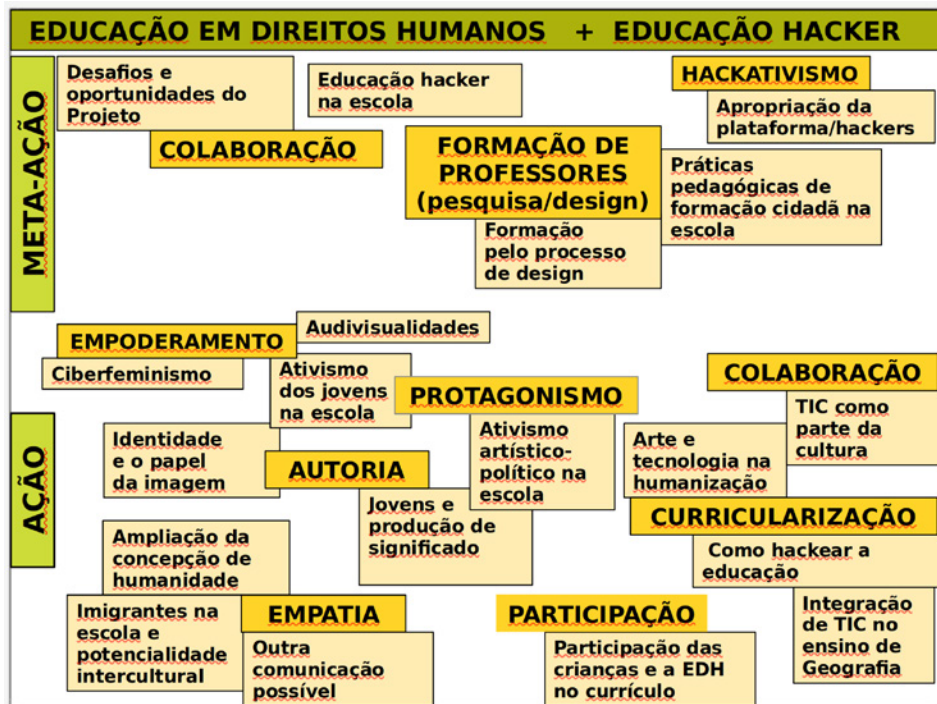 EDUCAÇÃO EM DIREITOS HUMANOS + EDUCAÇÃO HACKER
META-AÇÃO
Desafios e
oportunidades do
Projeto
COLABORAÇÃO
Educação hacker
na escola
FORMAÇÃO DE
PROFESSORES
(pesquisa/design)
Formação
pelo processo
de design
HACKATIVISMO
Apropriação da
plataforma/hackers
Práticas
pedagógicas de
formação cidadã na
escola
AÇÃO
EMPODERAMENTO
Audivisualidades
Ciberfeminismo
Ativismo
dos jovens
na escola
PROTAGONISMO
Ativismo
artístico-
político na
escola
COLABORAÇÃO
TIC como
parte da
cultura
Identidade
e o papel
da imagem
AUTORIA
Jovens e
produção de
significado
Arte e
tecnologia na
humanização
CURRICULARIZAÇÃO
Como hackear a
educação
Integração
de TIC no
ensino de
Geografia
Ampliação da
concepção de
humanidade
Imigrantes na
escola e
potencialidade
intercultural
EMPATIA
Outra
comunicação
possível
PARTICIPAÇÃO
Participação das
crianças e a EDH
no currículo